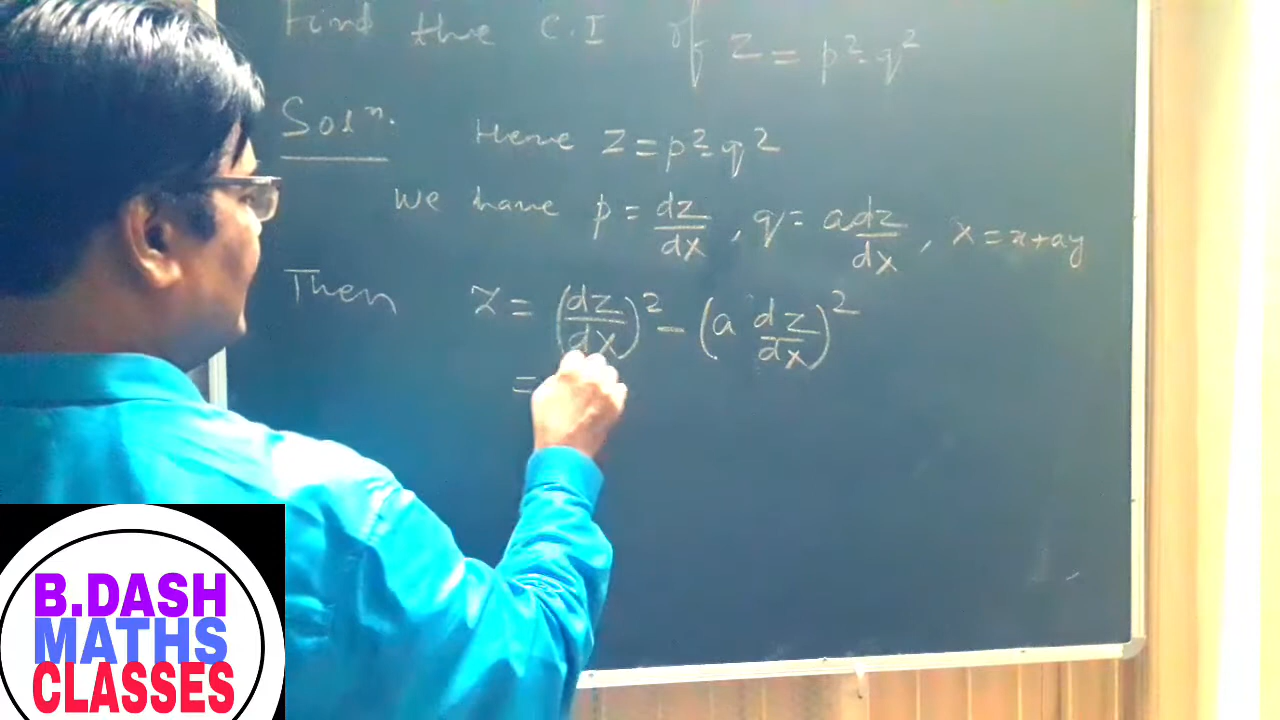 Find the C.I of z = p²-q²
Solⁿ. Here z = p²-q²
We have p = dz/dx, q = a dz/dx, x = x+ay
Then z = (dz/dx)² - (a dz/dx)²
=
B.DASH
MATHS
CLASSES